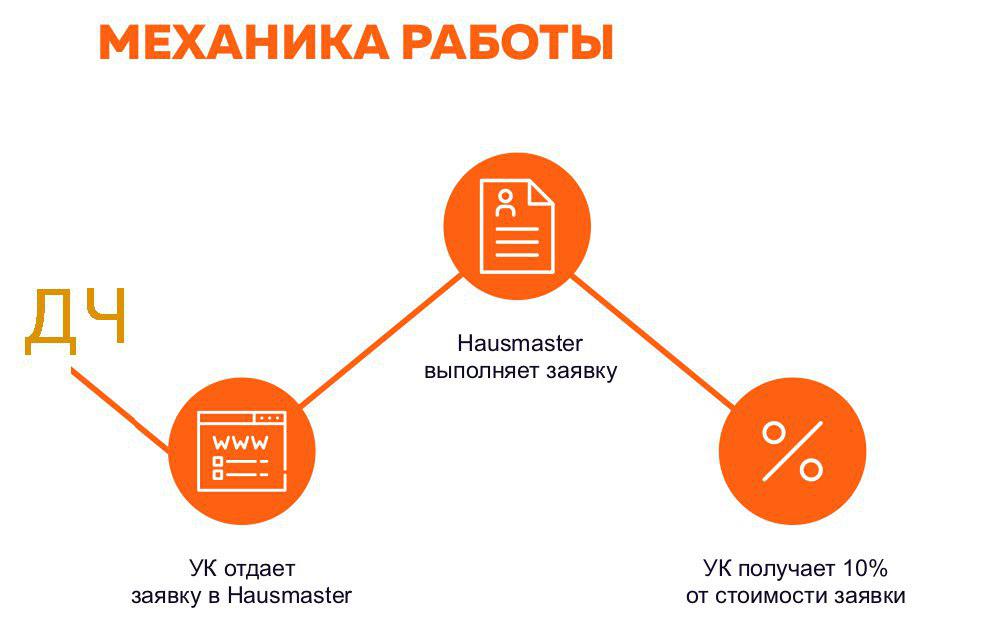 МЕХАНИКА РАБОТЫ
ДЧ
WWW
УК отдает
заявку в Hausmaster
Hausmaster
выполняет заявку
%
УК получает 10%
от стоимости заявки